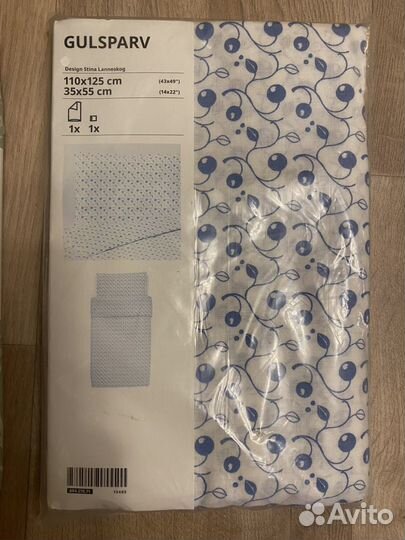 GULSPARV
Design Stina Lanneskog
110x125 cm (43x49")
35x55 cm (14x22")
1x 1x
Avito